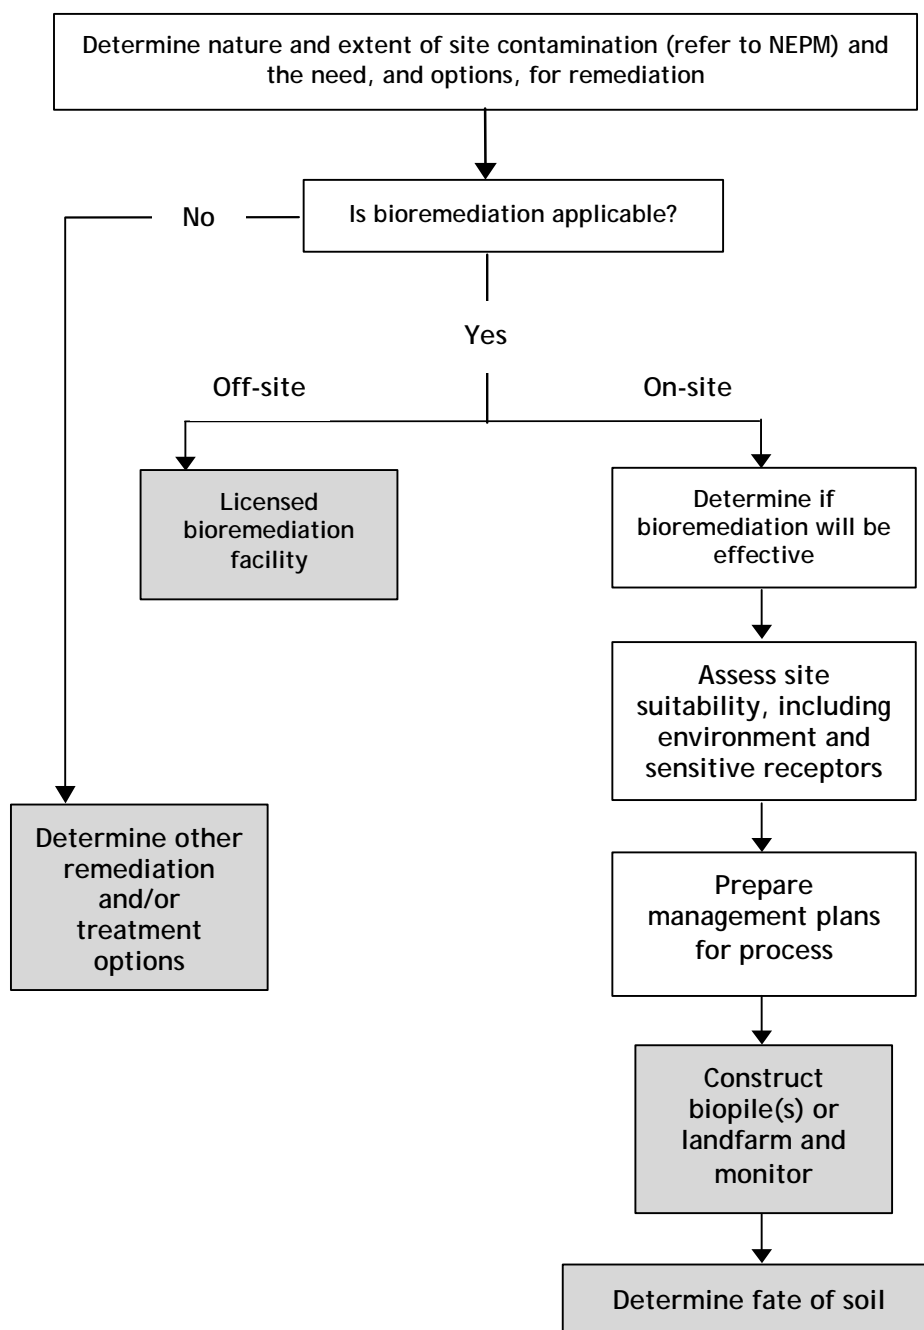 Determine nature and extent of site contamination (refer to NEPM) and
the need, and options, for remediation
Is bioremediation applicable?
No
Yes
Off-site
On-site
Licensed
bioremediation
facility
Determine if
bioremediation will be
effective
Assess site
suitability, including
environment and
sensitive receptors
Determine other
remediation
and/or
treatment
options
Prepare
management plans
for process
Construct
biopile(s) or
landfarm and
monitor
Determine fate of soil